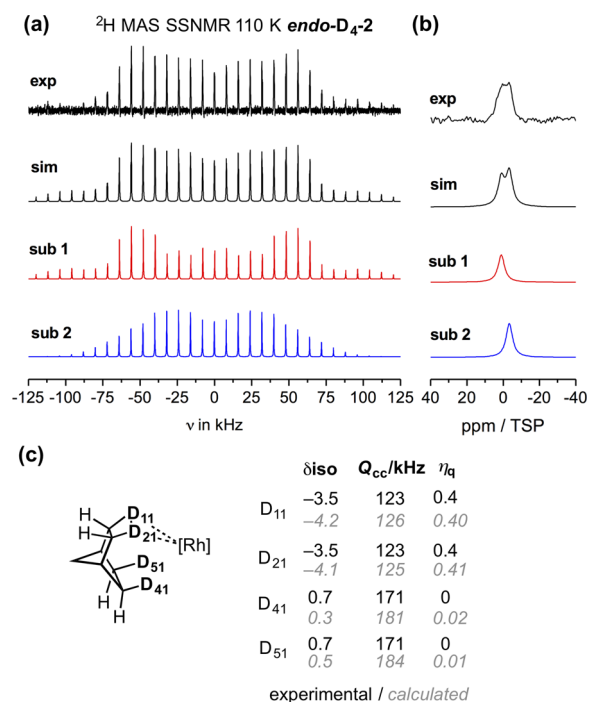 (a) ²H MAS SSNMR 110 K endo-D₄-2 (b)
exp exp
sim sim
sub 1 sub 1
sub 2 sub 2
-125 -100 -75 -50 -25 0 25 50 75 100 125 40 20 0 -20 -40
ν in kHz ppm / TSP
(c)
δiso Qcc/kHz ηq
D₁₁ –3.5 123 0.4
–4.2 126 0.40
D₂₁ –3.5 123 0.4
–4.1 125 0.41
D₄₁ 0.7 171 0
0.3 181 0.02
D₅₁ 0.7 171 0
0.5 184 0.01
H D₁₁
H D₂₁ [Rh]
D₅₁
H D₄₁
H
experimental / calculated